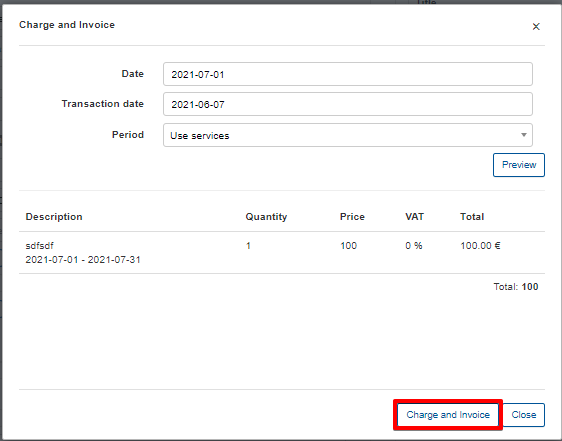 Charge and Invoice ×
Date 2021-07-01
Transaction date 2021-06-07
Period Use services
Preview
Description Quantity Price VAT Total
sdfsdf 1 100 0 % 100.00 €
2021-07-01 - 2021-07-31
Total: 100
Charge and Invoice Close